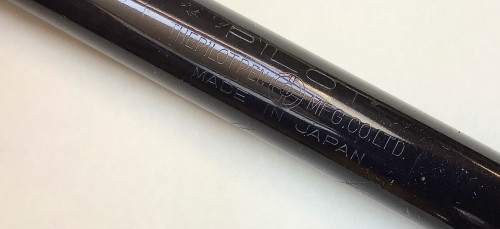 PILOT
THE PILOT PEN MFG.CO.LTD.
MADE IN JAPAN